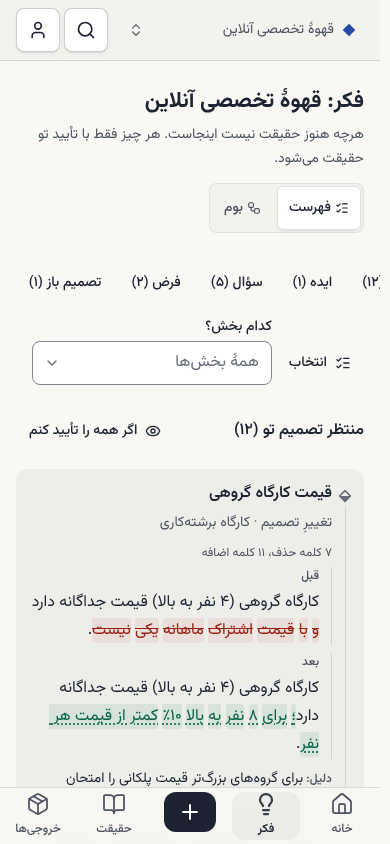 قهوهٔ تخصصی آنلاین
فکر: قهوهٔ تخصصی آنلاین
هرچه هنوز حقیقت نیست اینجاست. هر چیز فقط با تأیید تو
حقیقت می‌شود.
فهرست
بوم
(۱۲)
ایده (۱)
سؤال (۵)
فرض (۲)
تصمیم باز (۱)
کدام بخش؟
انتخاب
همهٔ بخش‌ها
منتظر تصمیم تو (۱۲)
اگر همه را تأیید کنم
قیمت کارگاه گروهی
تغییرِ تصمیم · کارگاه برشته‌کاری
۷ کلمه حذف، ۱۱ کلمه اضافه
قبل
کارگاه گروهی (۴ نفر به بالا) قیمت جداگانه دارد
و با قیمت اشتراک ماهانه یکی نیست.
بعد
کارگاه گروهی (۴ نفر به بالا) قیمت جداگانه
دارد؛ برای ۸ نفر به بالا ۱۰٪ کمتر از قیمت هر
نفر.
دلیل: برای گروه‌های بزرگ‌تر قیمت پلکانی را امتحان
خانه
فکر
حقیقت
خروجی‌ها